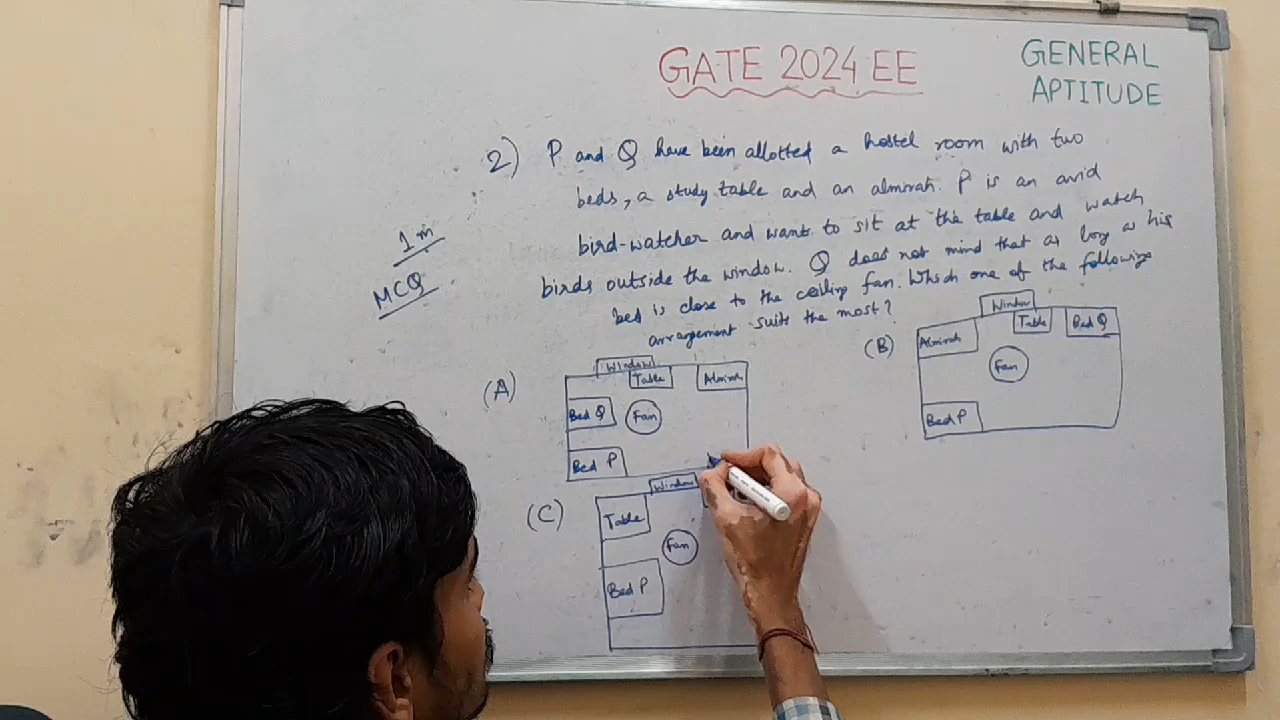 GATE 2024 EE
GENERAL
APTITUDE
2) P and Q have been allotted a hostel room with two
beds, a study table and an almirah. P is an avid
bird-watcher and wants to sit at the table and watch
birds outside the window. Q does not mind that as long as his
bed is close to the ceiling fan. Which one of the following
arrangement suits the most?
1 m
MCQ
(A)
Window
Table
Almirah
Bed Q
Fan
Bed P
(B)
Window
Almirah
Table
Bed Q
Fan
Bed P
(C)
Window
Table
Fan
Bed P